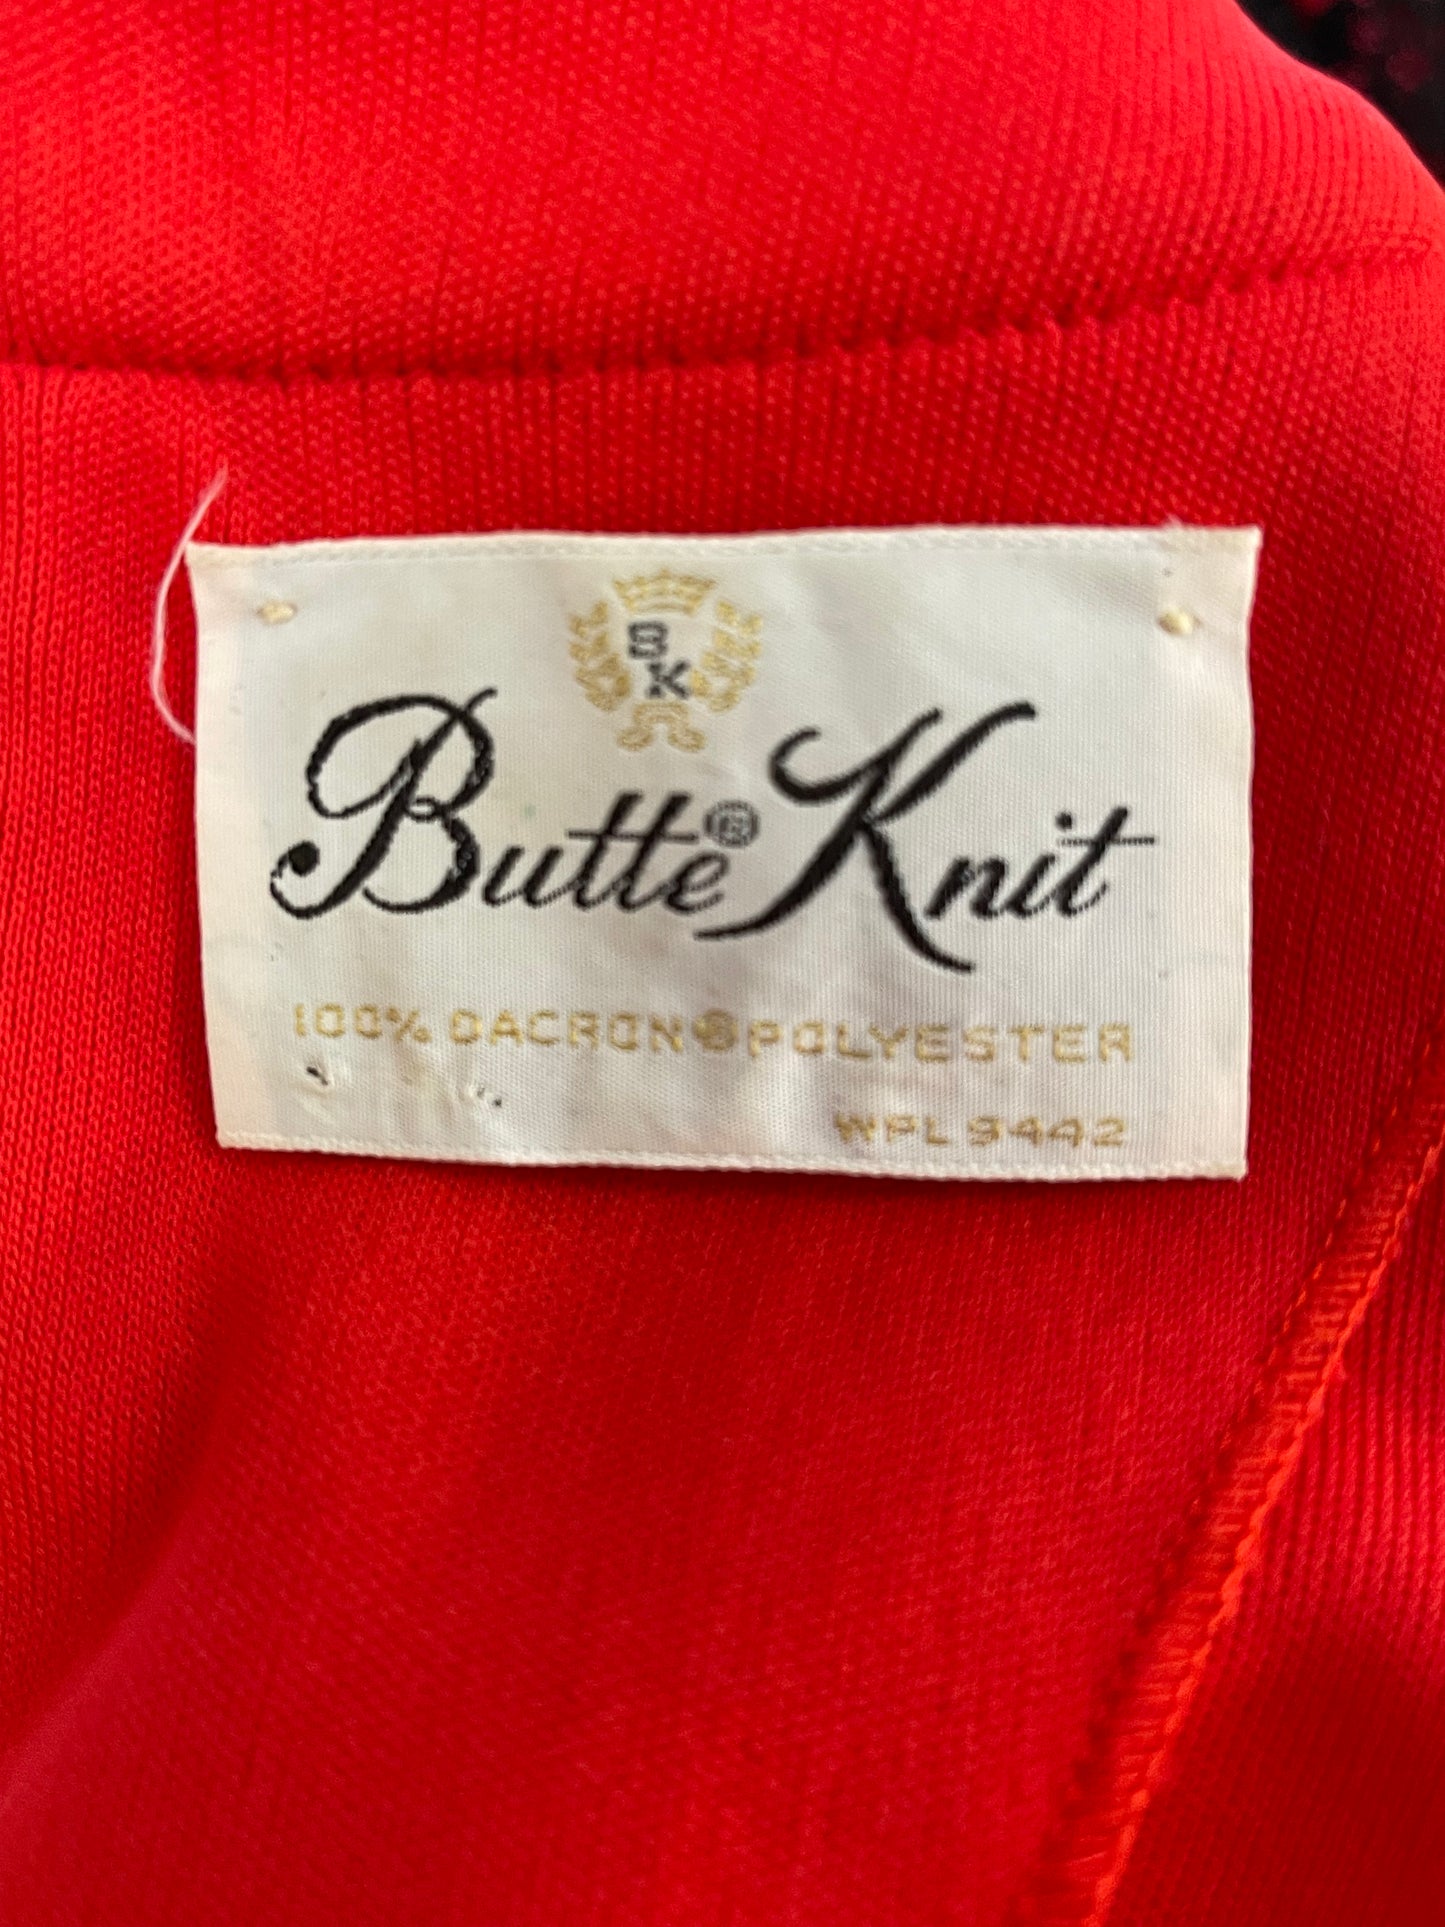 BK
Butte® Knit
100% DACRON® POLYESTER
WPL 9442